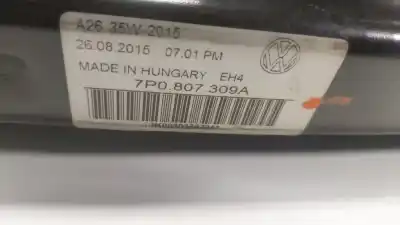 A26 35W 2015
26.08.2015 07.01 PM
MADE IN HUNGARY EH4
7P0.807 309A